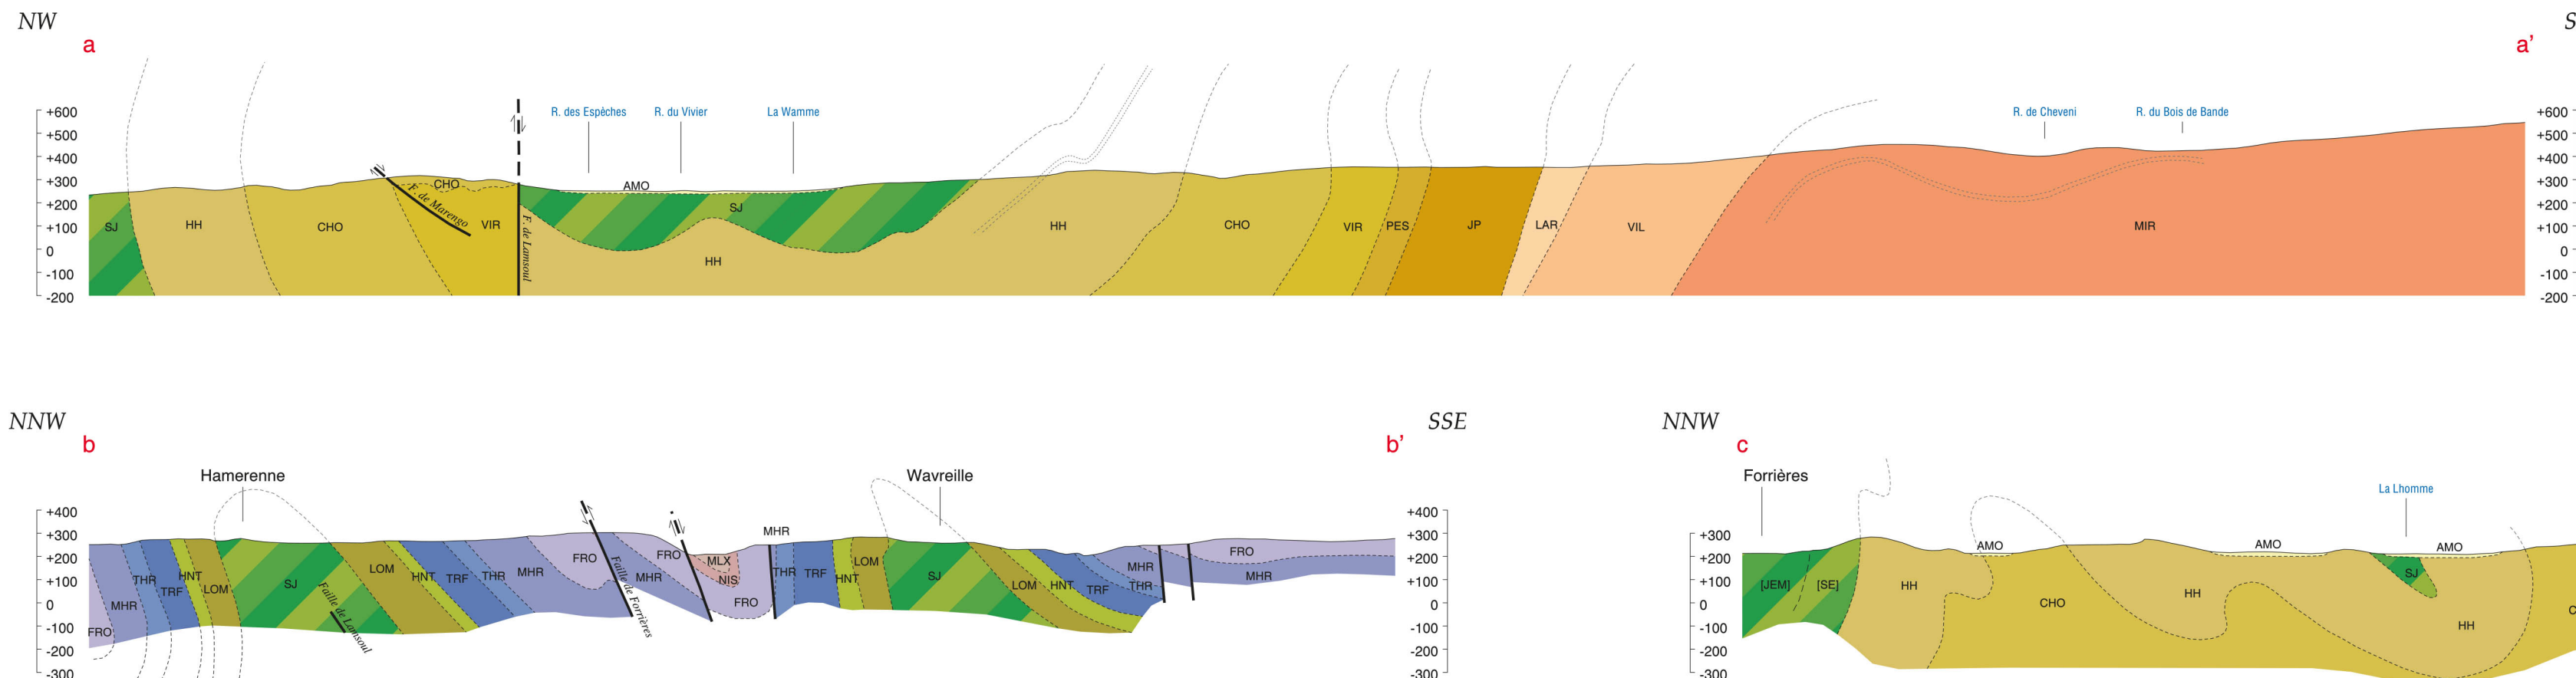 NW
S
a
a'
+600
+500
+400
+300
+200
+100
0
-100
-200
R. des Espèches
R. du Vivier
La Wamme
R. de Cheveni
R. du Bois de Bande
+600
+500
+400
+300
+200
+100
0
-100
-200
SJ
HH
CHO
F. de Marengo
CHO
VIR
F. de Lamsoul
AMO
SJ
HH
HH
CHO
VIR
PES
JP
LAR
VIL
MIR
NNW
b
b'
SSE
Hamerenne
Wavreille
+400
+300
+200
+100
0
-100
-200
-300
FRO
MHR
THR
TRF
HNT
LOM
SJ
Faille de Lamsoul
LOM
HNT
TRF
THR
MHR
FRO
Faille de Forrières
MHR
FRO
MLX
NIS
FRO
MHR
THR
TRF
HNT
LOM
SJ
LOM
HNT
TRF
THR
MHR
FRO
MHR
+400
+300
+200
+100
0
-100
-200
-300
NNW
c
Forrières
La Lhomme
+300
+200
+100
0
-100
-200
-300
[JEM]
[SE]
HH
AMO
CHO
HH
AMO
SJ
AMO
HH
C